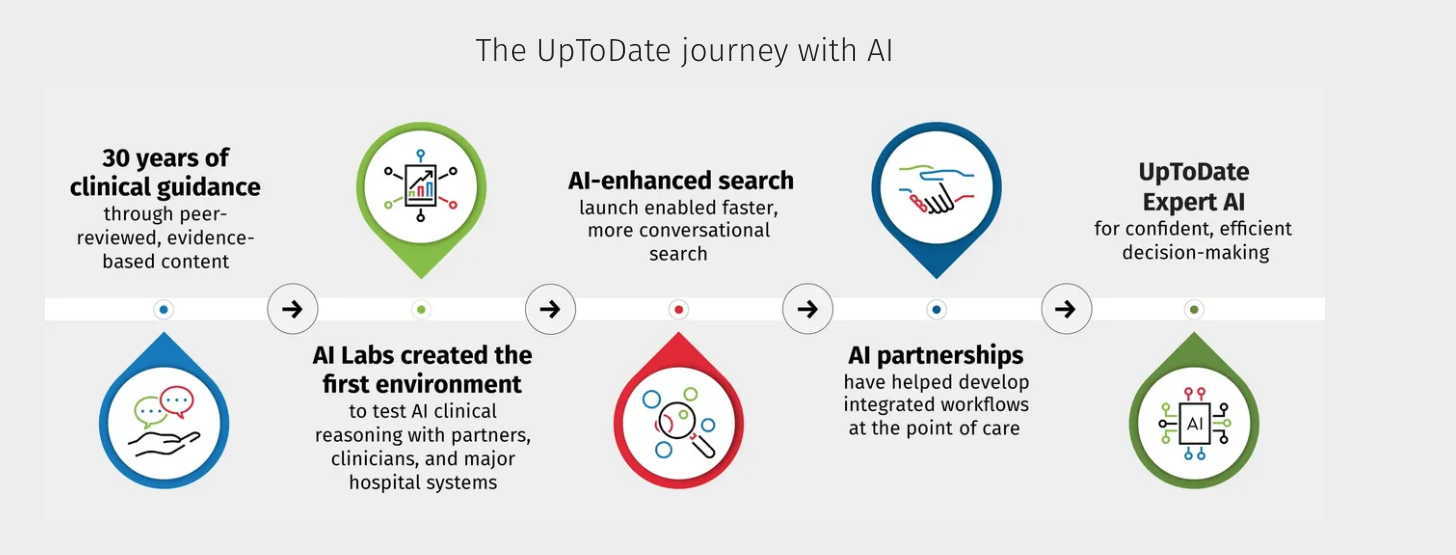 The UpToDate journey with AI
30 years of
clinical guidance
through peer-
reviewed, evidence-
based content
AI Labs created the
first environment
to test AI clinical
reasoning with partners,
clinicians, and major
hospital systems
AI-enhanced search
launch enabled faster,
more conversational
search
AI partnerships
have helped develop
integrated workflows
at the point of care
UpToDate
Expert AI
for confident, efficient
decision-making
AI